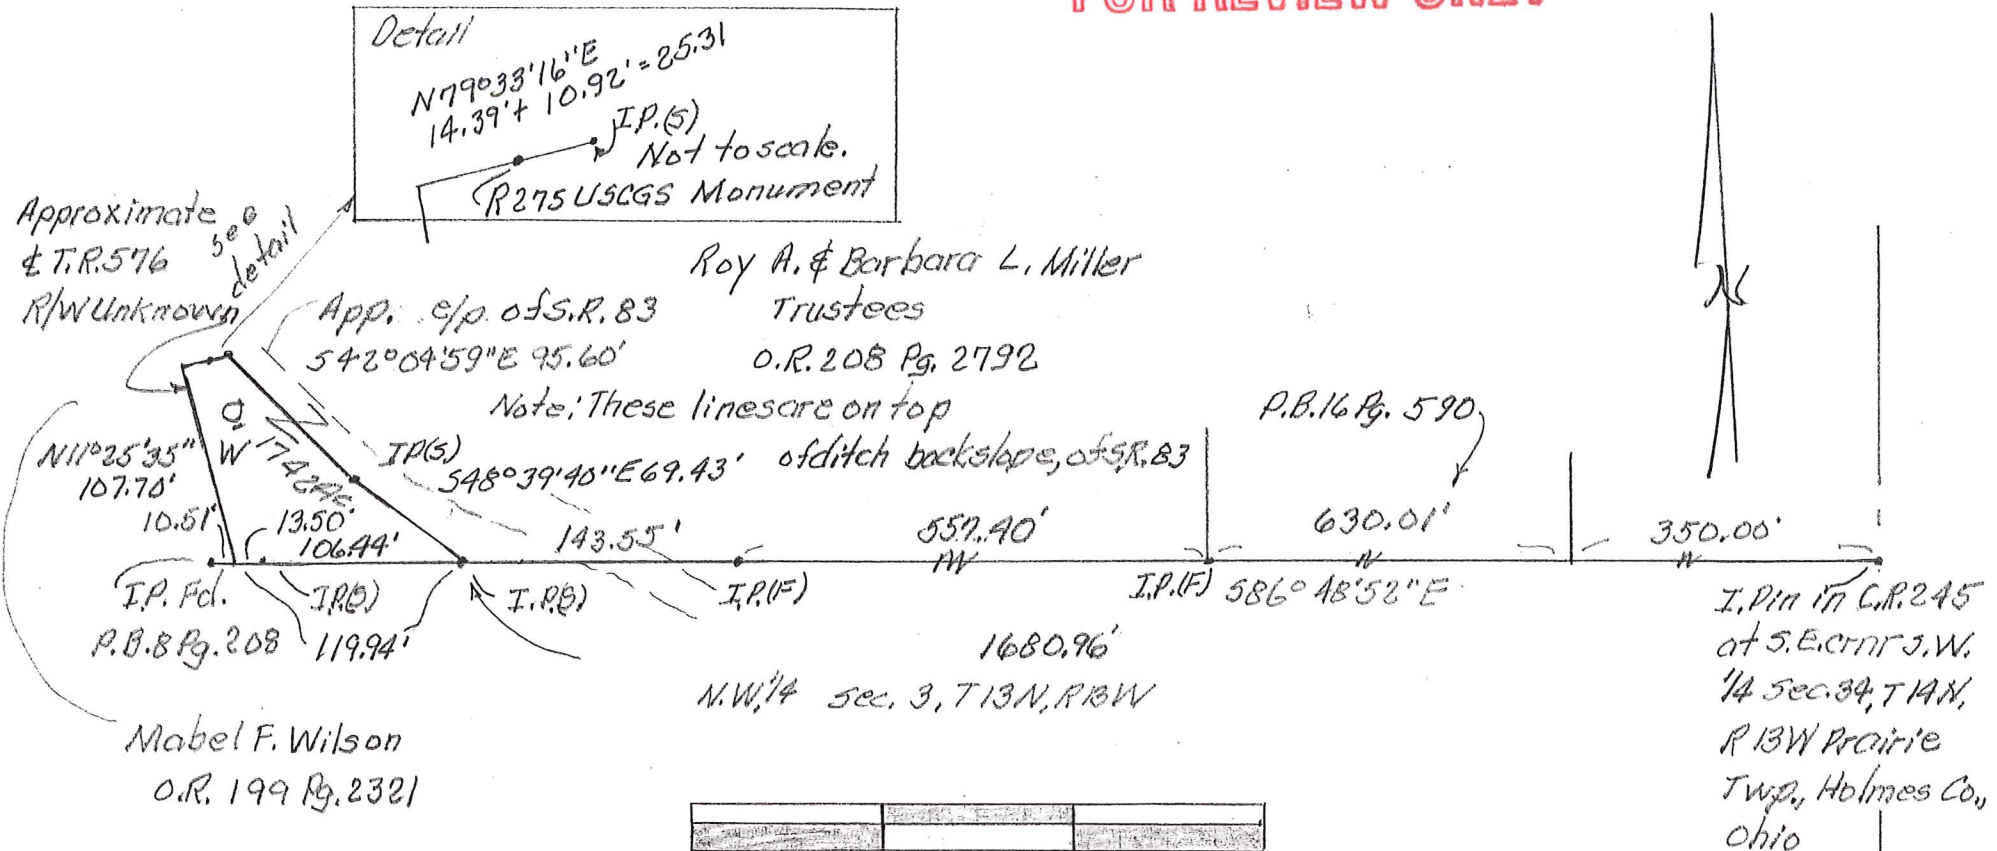 FOR REVIEW ONLY
Detail
N79°33'16"E
14.39'+ 10.92' = 25.31
I.P.(S)
Not to scale.
R275 USCGS Monument
Approximate
℄ T.R.576
R/W Unknown
see
detail
Roy A. & Barbara L. Miller
Trustees
O.R. 208 Pg. 2792
App. e/p of S.R. 83
S42°04'59"E 95.60'
Note: These lines are on top
of ditch backslope, of S.R. 83
P.B.16 Pg. 590
N11°25'35"
W
107.70'
I.P.(S)
S48°39'40"E 69.43'
10.51'
13.50'
106.44'
143.55'
557.40'
630.01'
350.00'
I.P. Fd.
I.P.(S)
I.P.(S)
I.P.(F)
I.P.(F)
S86°48'52"E
P.B.8 Pg. 208
119.94'
1680.96'
N.W.1/4 sec. 3, T13N, R13W
I.Pin in C.R.245
at S.E.crnr S.W.
1/4 Sec.34, T14N,
R 13W Prairie
Twp., Holmes Co.,
Ohio
Mabel F. Wilson
O.R. 199 Pg. 2321